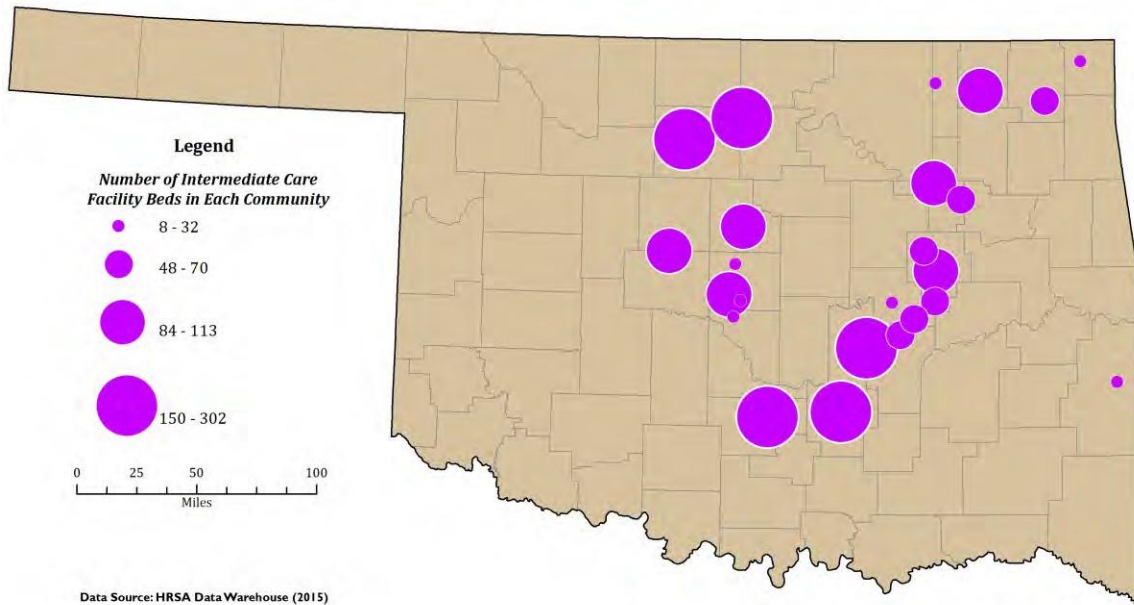 Legend
Number of Intermediate Care
Facility Beds in Each Community
8 - 32
48 - 70
84 - 113
150 - 302
0 25 50 100
Miles
Data Source: HRSA Data Warehouse (2015)